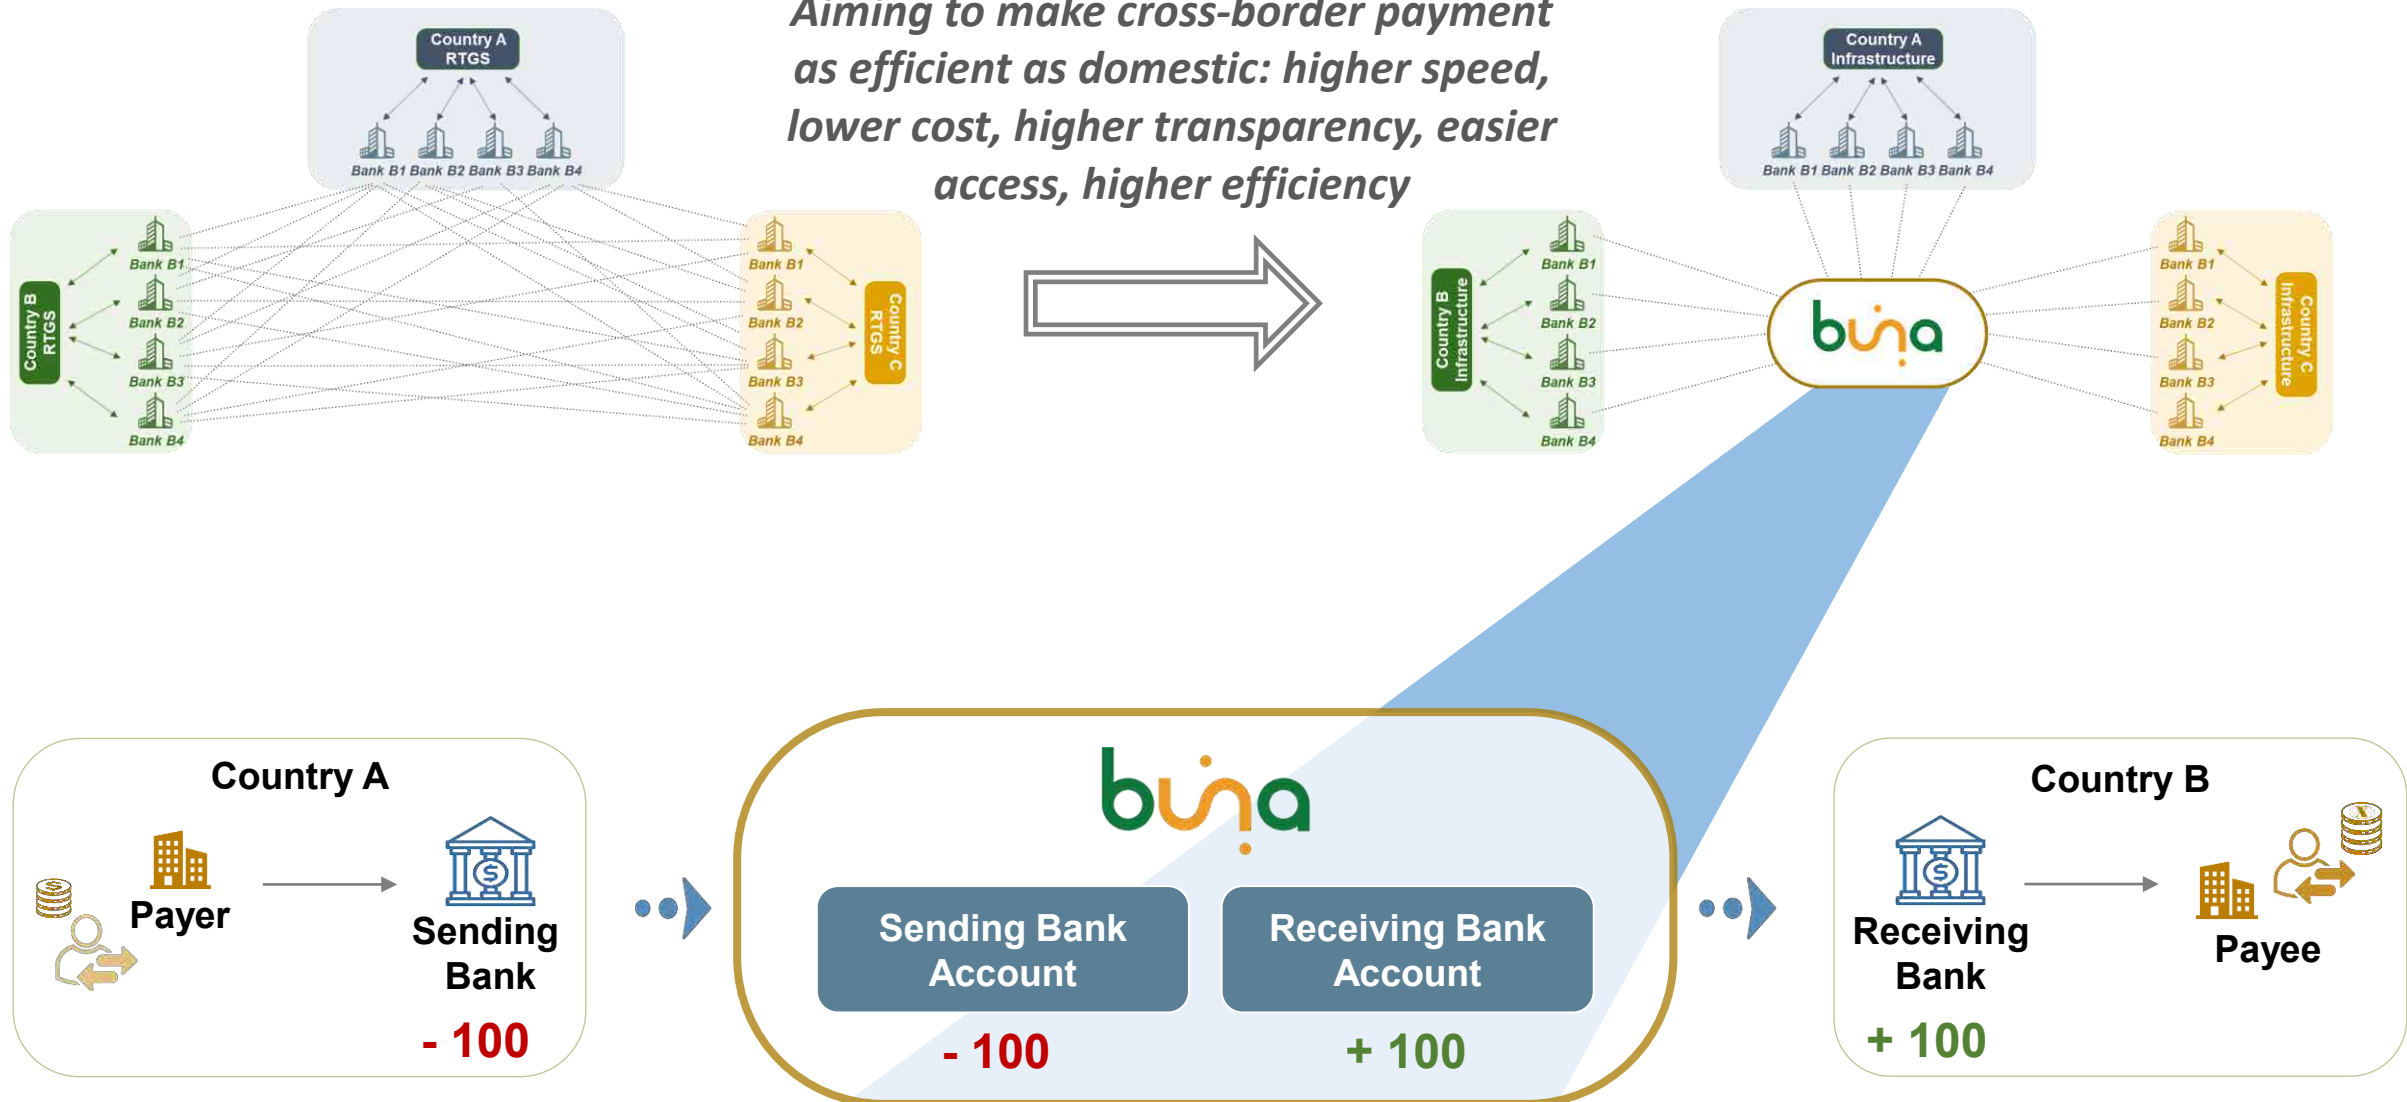 Aiming to make cross-border payment
as efficient as domestic: higher speed,
lower cost, higher transparency, easier
access, higher efficiency
Country A
RTGS
Bank B1 Bank B2 Bank B3 Bank B4
Country B
RTGS
Bank B1
Bank B2
Bank B3
Bank B4
Bank B1
Bank B2
Bank B3
Bank B4
Country C
RTGS
Country A
Infrastructure
Bank B1 Bank B2 Bank B3 Bank B4
Country B
Infrastructure
Bank B1
Bank B2
Bank B3
Bank B4
buna
Bank B1
Bank B2
Bank B3
Bank B4
Country C
Infrastructure
Country A
Payer
Sending
Bank
- 100
buna
Sending Bank
Account
- 100
Receiving Bank
Account
+ 100
Country B
Receiving
Bank
+ 100
Payee